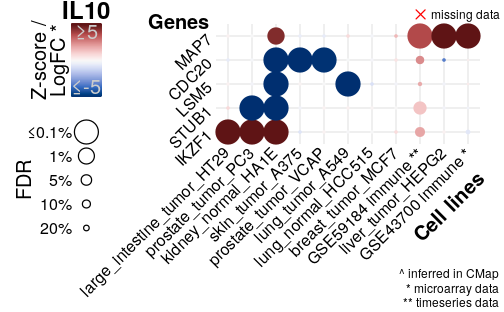 IL10
Z-score /
LogFC *
≥5
≤-5
FDR
≤0.1%
1%
5%
10%
20%
Genes
missing data
MAP7
CDC20
LSM5
STUB1
IKZF1
large_Intestine_tumor_HT29
prostate_tumor_PC3
kidney_normal_HA1E
skin_tumor_A375
prostate_tumor_VCAP
lung_tumor_A549
lung_normal_HCC515
breast_tumor_MCF7
GSE59184 Immune **
liver_tumor_HEPG2
GSE43700 Immune *
Cell lines
^ inferred in CMap
* microarray data
** timeseries data